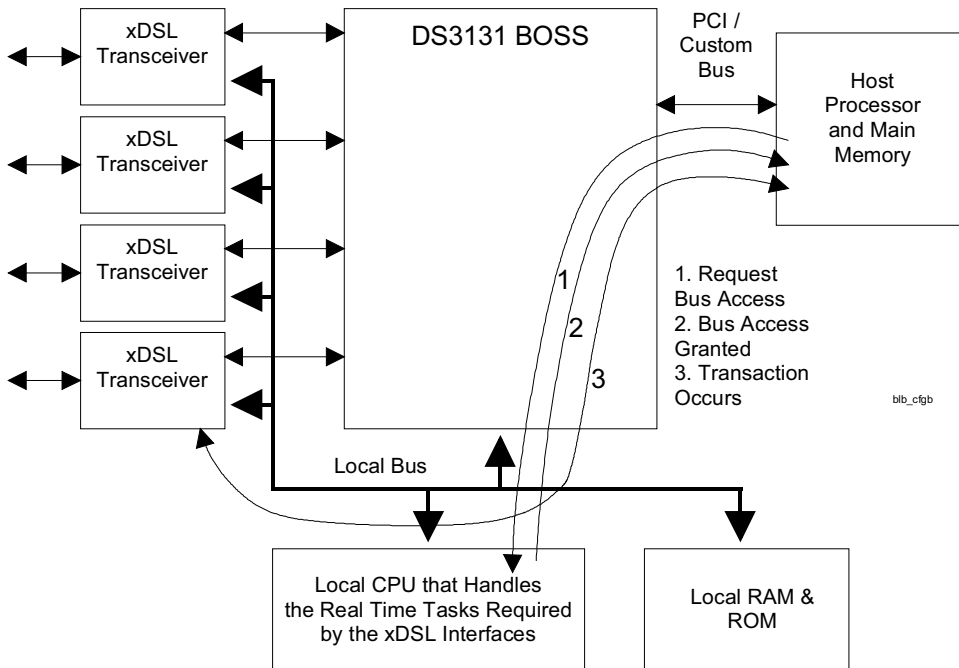 xDSL
Transceiver
DS3131 BOSS
PCI /
Custom
Bus
Host
Processor
and Main
Memory
xDSL
Transceiver
xDSL
Transceiver
xDSL
Transceiver
1
2
3
1. Request
Bus Access
2. Bus Access
Granted
3. Transaction
Occurs
blb_cfgb
Local Bus
Local CPU that Handles
the Real Time Tasks Required
by the xDSL Interfaces
Local RAM &
ROM